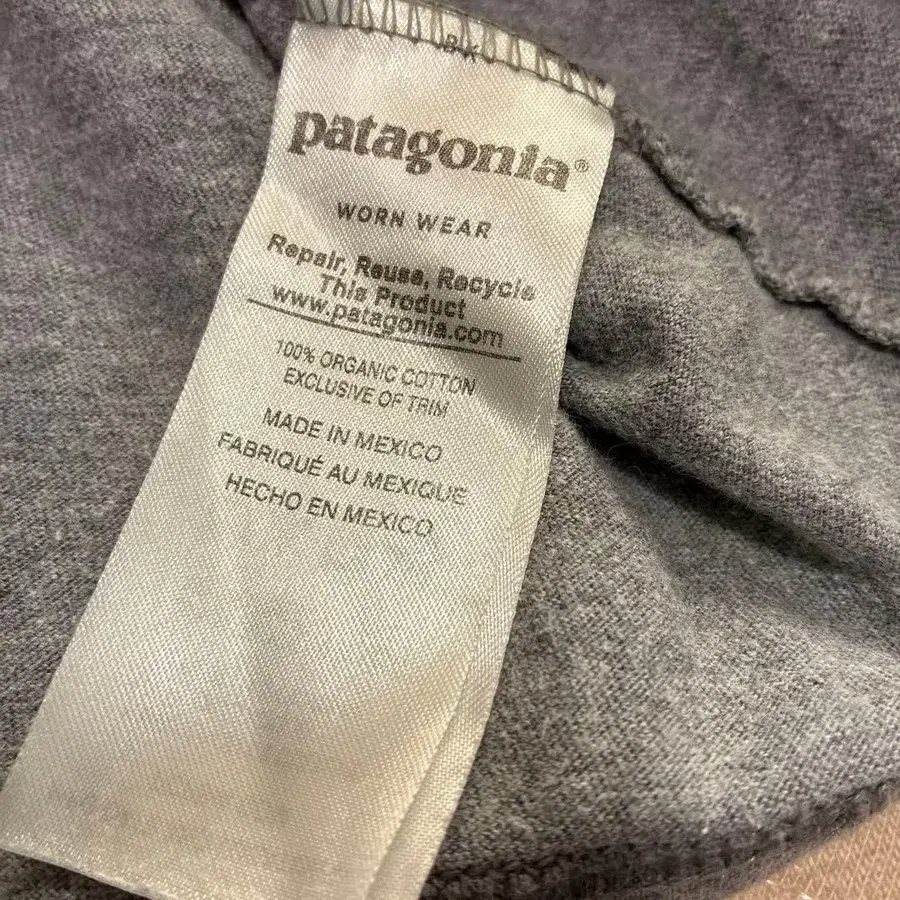 patagonia®
WORN WEAR
Repair, Reuse, Recycle
This Product
www.patagonia.com
100% ORGANIC COTTON
EXCLUSIVE OF TRIM
MADE IN MEXICO
FABRIQUÉ AU MEXIQUE
HECHO EN MEXICO